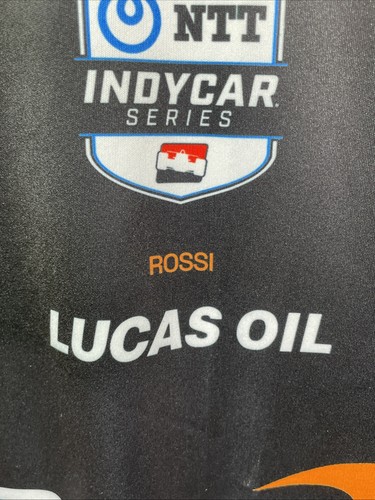 NTT
INDYCAR
SERIES
ROSSI
LUCAS OIL